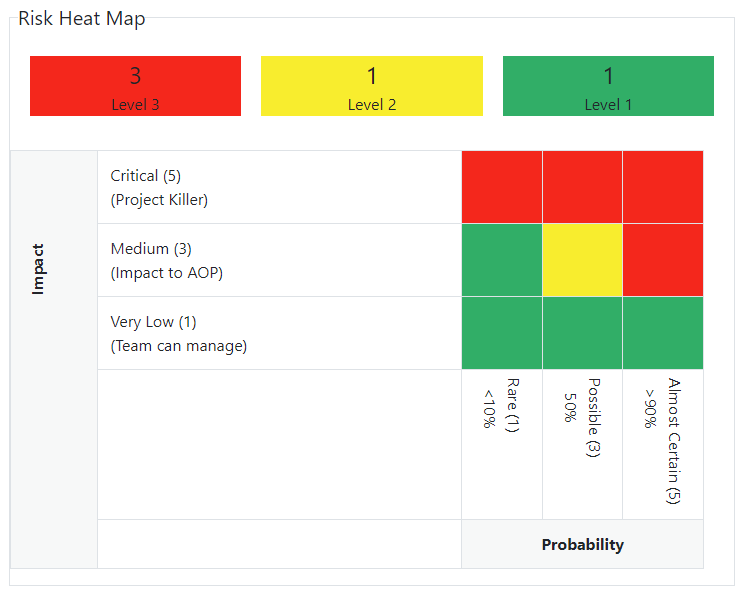 Risk Heat Map
3
Level 3
1
Level 2
1
Level 1
Impact
Critical (5)
(Project Killer)
Medium (3)
(Impact to AOP)
Very Low (1)
(Team can manage)
Rare (1)
<10%
Possible (3)
50%
Almost Certain (5)
>90%
Probability